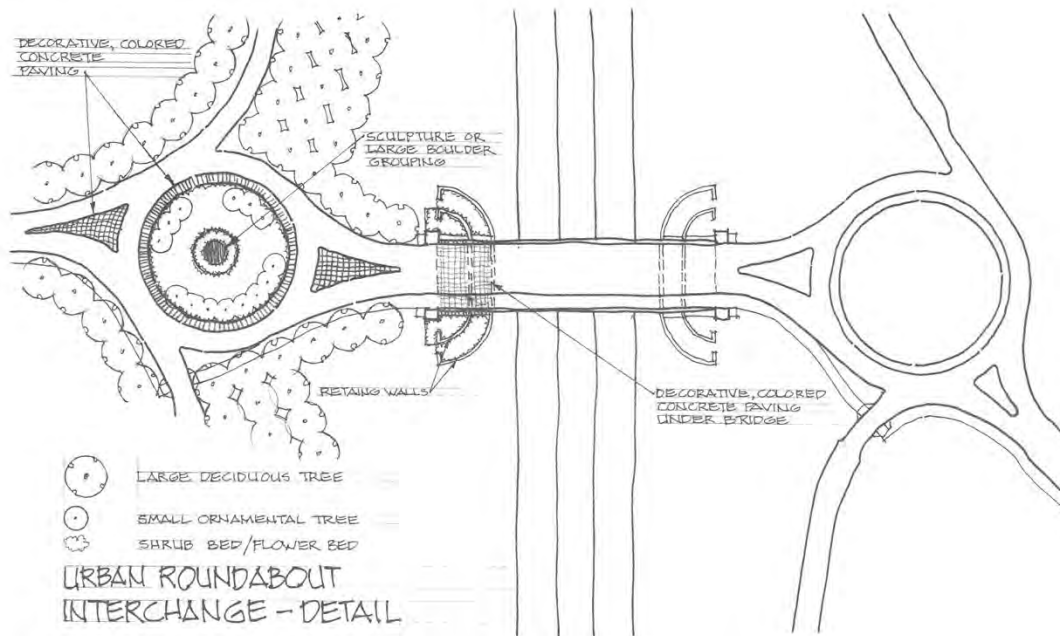 DECORATIVE, COLORED
CONCRETE
PAVING
SCULPTURE OR
LARGE BOULDER
GROUPING
RETAING WALLS
DECORATIVE, COLORED
CONCRETE PAVING
UNDER BRIDGE
LARGE DECIDUOUS TREE
SMALL ORNAMENTAL TREE
SHRUB BED/FLOWER BED
URBAN ROUNDABOUT
INTERCHANGE - DETAIL